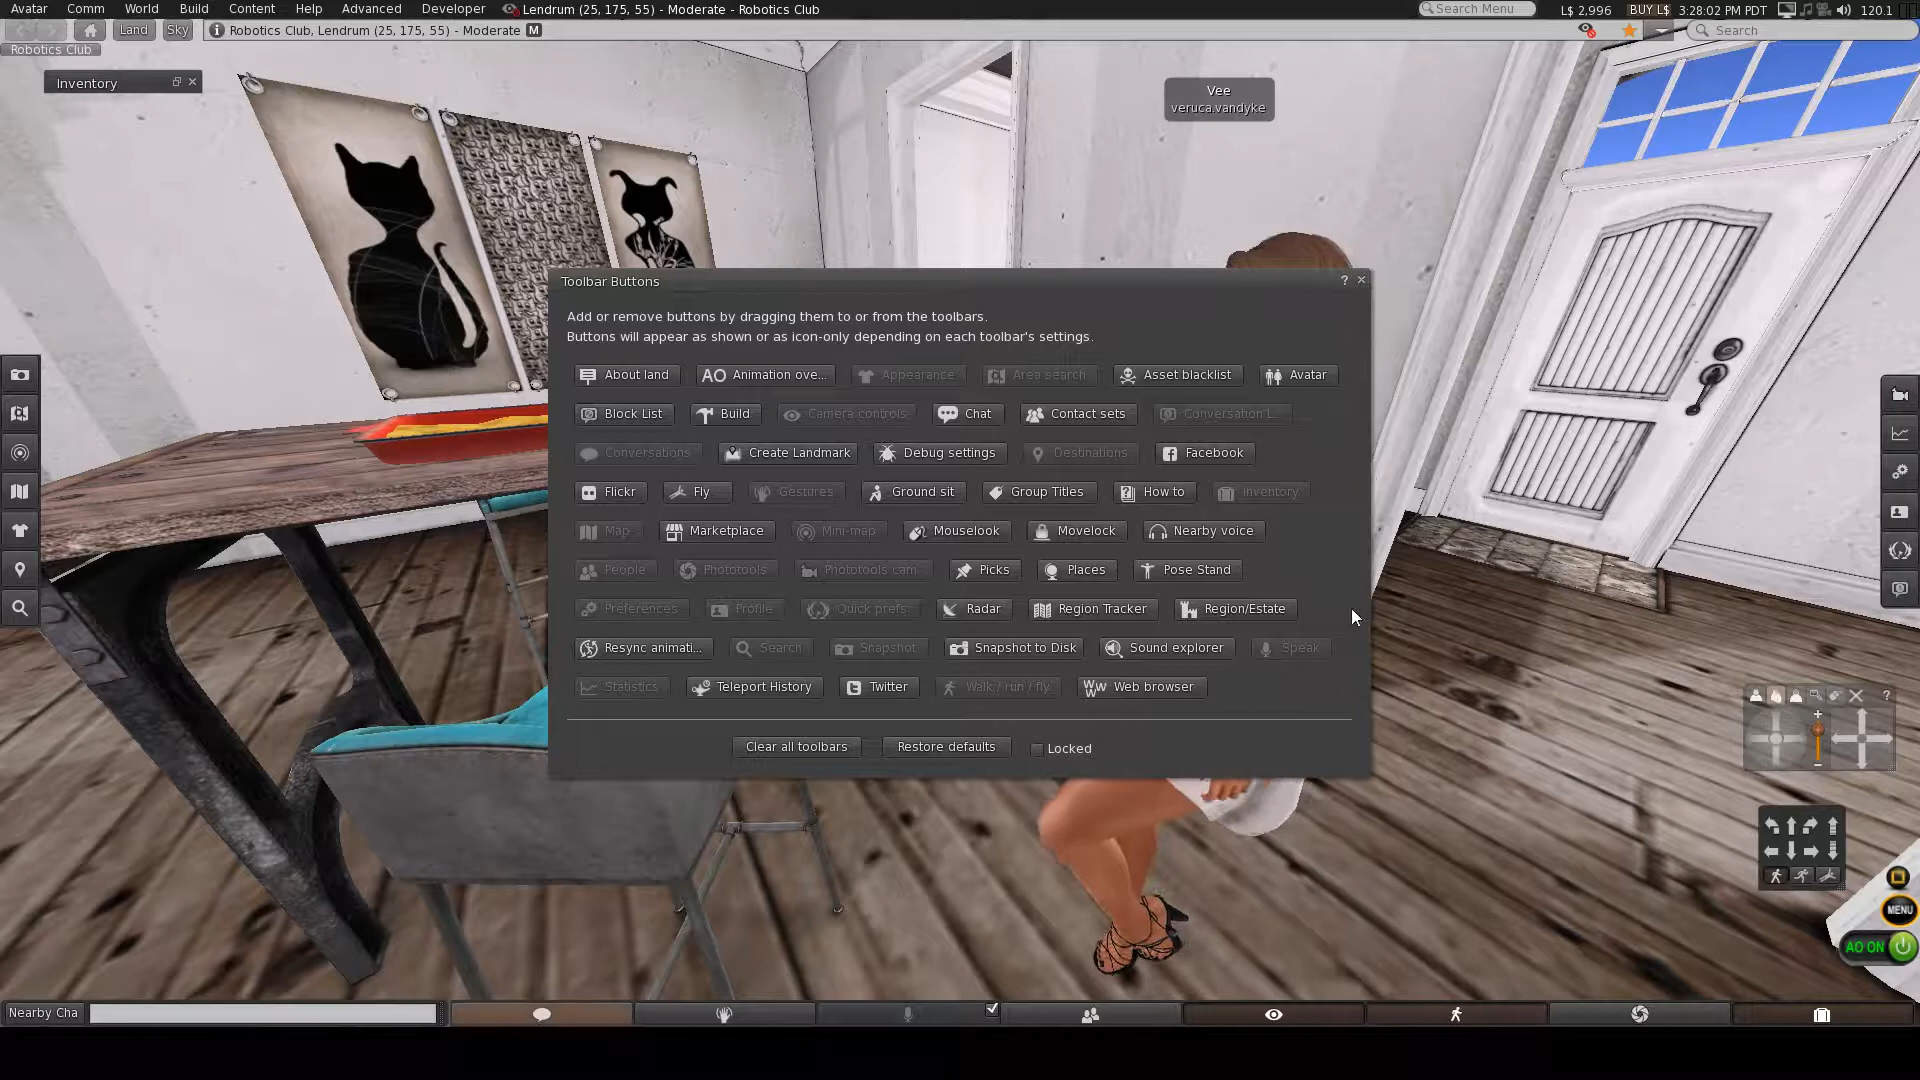 Avatar Comm World Build Content Help Advanced Developer Lendrum (25, 175, 55) - Moderate - Robotics Club Search Menu L$ 2,996 BUY L$ 3:28:02 PM PDT 120.1
Land Sky Robotics Club, Lendrum (25, 175, 55) - Moderate M Search
Robotics Club
Inventory
Vee
veruca.vandyke
Toolbar Buttons ?
Add or remove buttons by dragging them to or from the toolbars.
Buttons will appear as shown or as icon-only depending on each toolbar's settings.
About land AO Animation ove... Appearance Area search Asset blacklist Avatar
Block List Build Camera controls Chat Contact sets Conversation l...
Conversations Create Landmark Debug settings Destinations Facebook
Flickr Fly Gestures Ground sit Group Titles How to Inventory
Map Marketplace Mini-map Mouselook Movelock Nearby voice
People Phototools Phototools cam Picks Places Pose Stand
Preferences Profile Quick prefs. Radar Region Tracker Region/Estate
Resync animati... Search Snapshot Snapshot to Disk Sound explorer Speak
Statistics Teleport History Twitter Walk / run / fly Web browser
Clear all toolbars Restore defaults Locked
?
MENU
AO ON
Nearby Cha